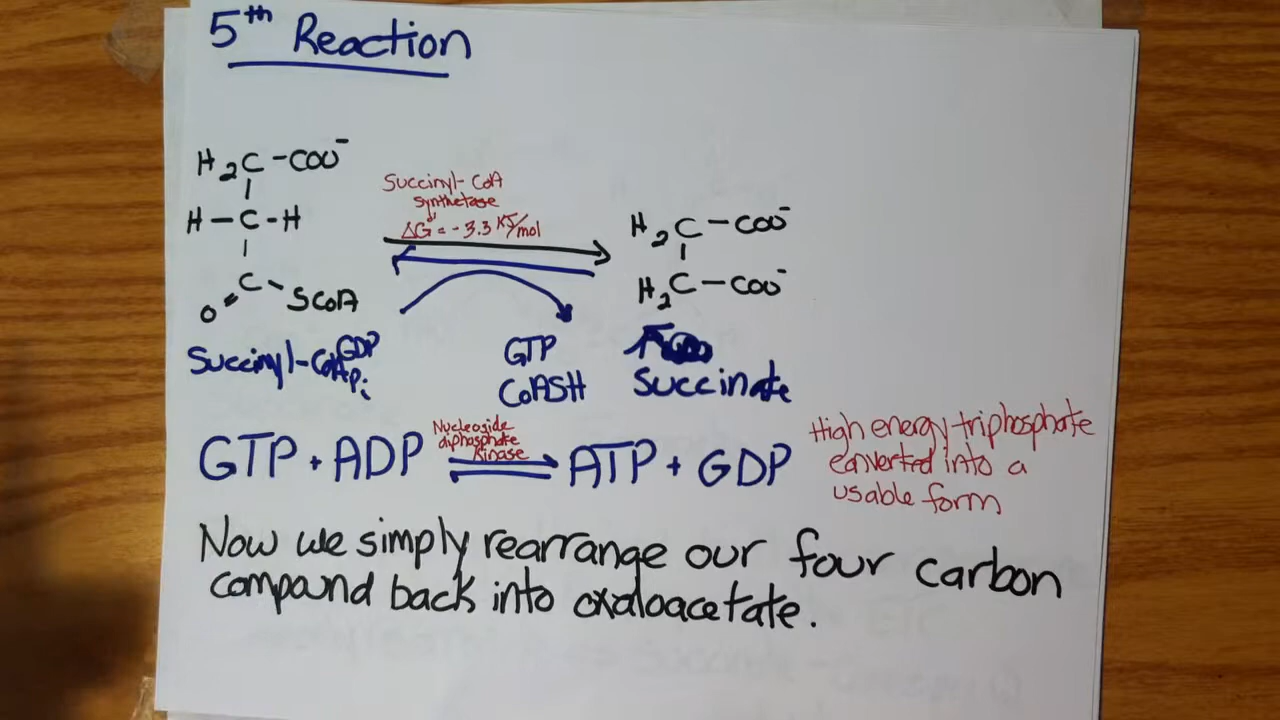 5th Reaction
H2C-COO-
H-C-H
C
O
SCoA
Succinyl-CoA
synthetase
ΔG°' = -3.3 KJ/mol
H2C-COO-
H2C-COO-
Succinyl-CoA
GDP
Pi
GTP
CoASH
Succinate
GTP + ADP
Nucleoside
diphosphate
Kinase
ATP + GDP
High energy triphosphate
converted into a
usable form
Now we simply rearrange our four carbon
compound back into oxaloacetate.